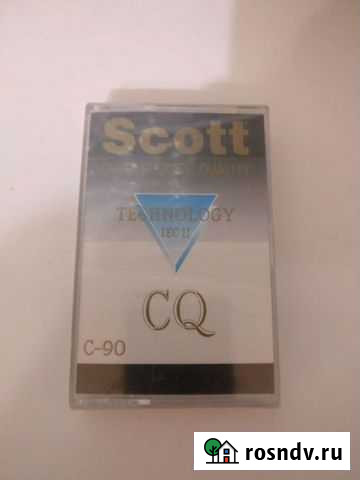 Scott
TECHNOLOGY
IEC II
CQ
C-90
rosndv.ru